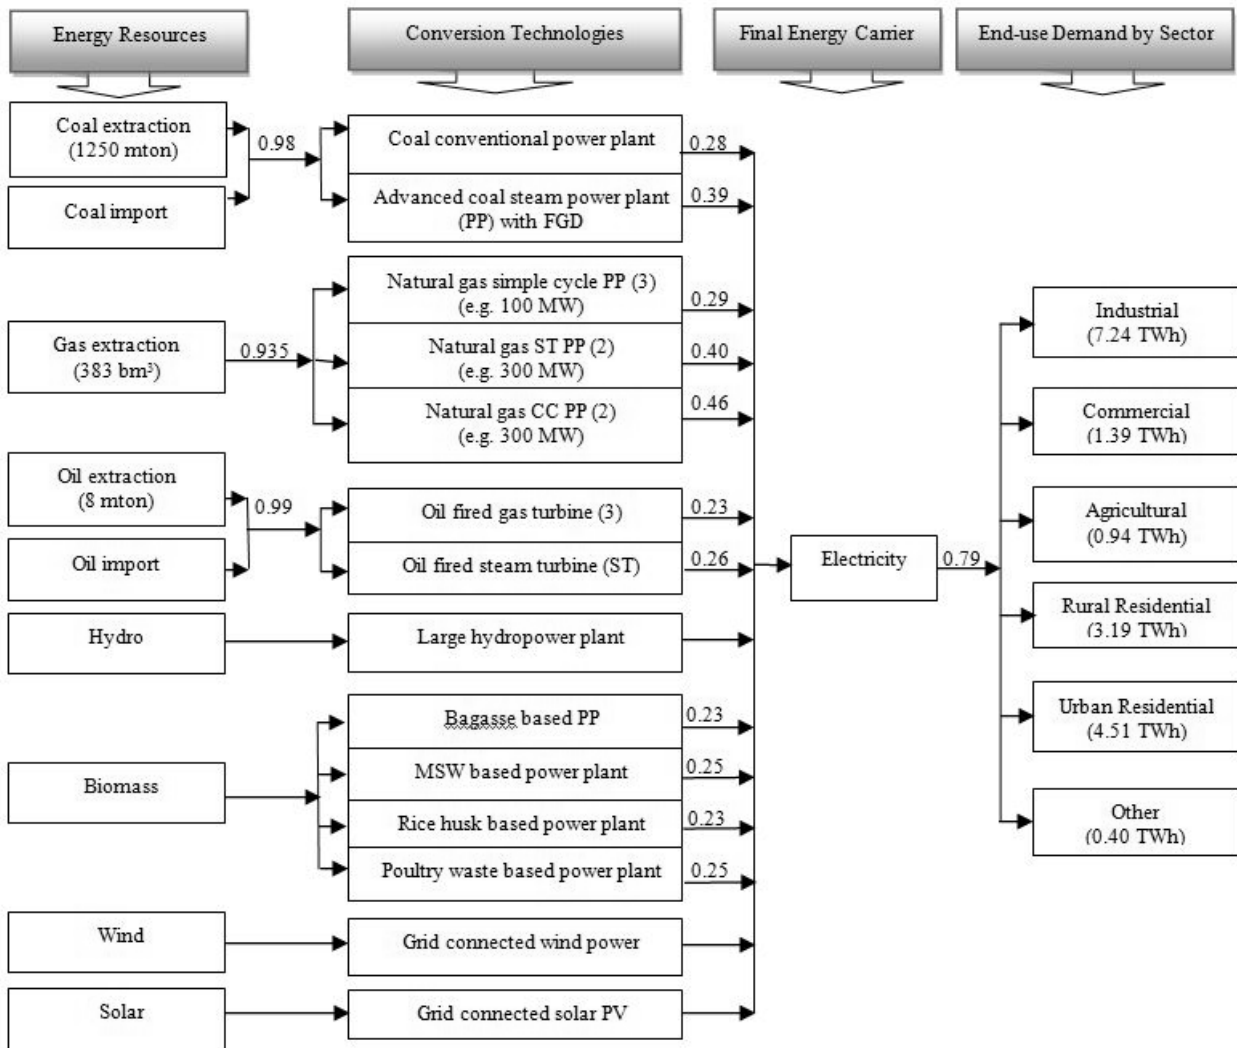 Energy Resources
Conversion Technologies
Final Energy Carrier
End-use Demand by Sector
Coal extraction
(1250 mton)
Coal import
0.98
Coal conventional power plant
0.28
Advanced coal steam power plant
(PP) with FGD
0.39
Gas extraction
(383 bm³)
0.935
Natural gas simple cycle PP (3)
(e.g. 100 MW)
0.29
Natural gas ST PP (2)
(e.g. 300 MW)
0.40
Natural gas CC PP (2)
(e.g. 300 MW)
0.46
Oil extraction
(8 mton)
Oil import
0.99
Oil fired gas turbine (3)
0.23
Oil fired steam turbine (ST)
0.26
Hydro
Large hydropower plant
Biomass
Bagasse based PP
0.23
MSW based power plant
0.25
Rice husk based power plant
0.23
Poultry waste based power plant
0.25
Wind
Grid connected wind power
Solar
Grid connected solar PV
Electricity
0.79
Industrial
(7.24 TWh)
Commercial
(1.39 TWh)
Agricultural
(0.94 TWh)
Rural Residential
(3.19 TWh)
Urban Residential
(4.51 TWh)
Other
(0.40 TWh)